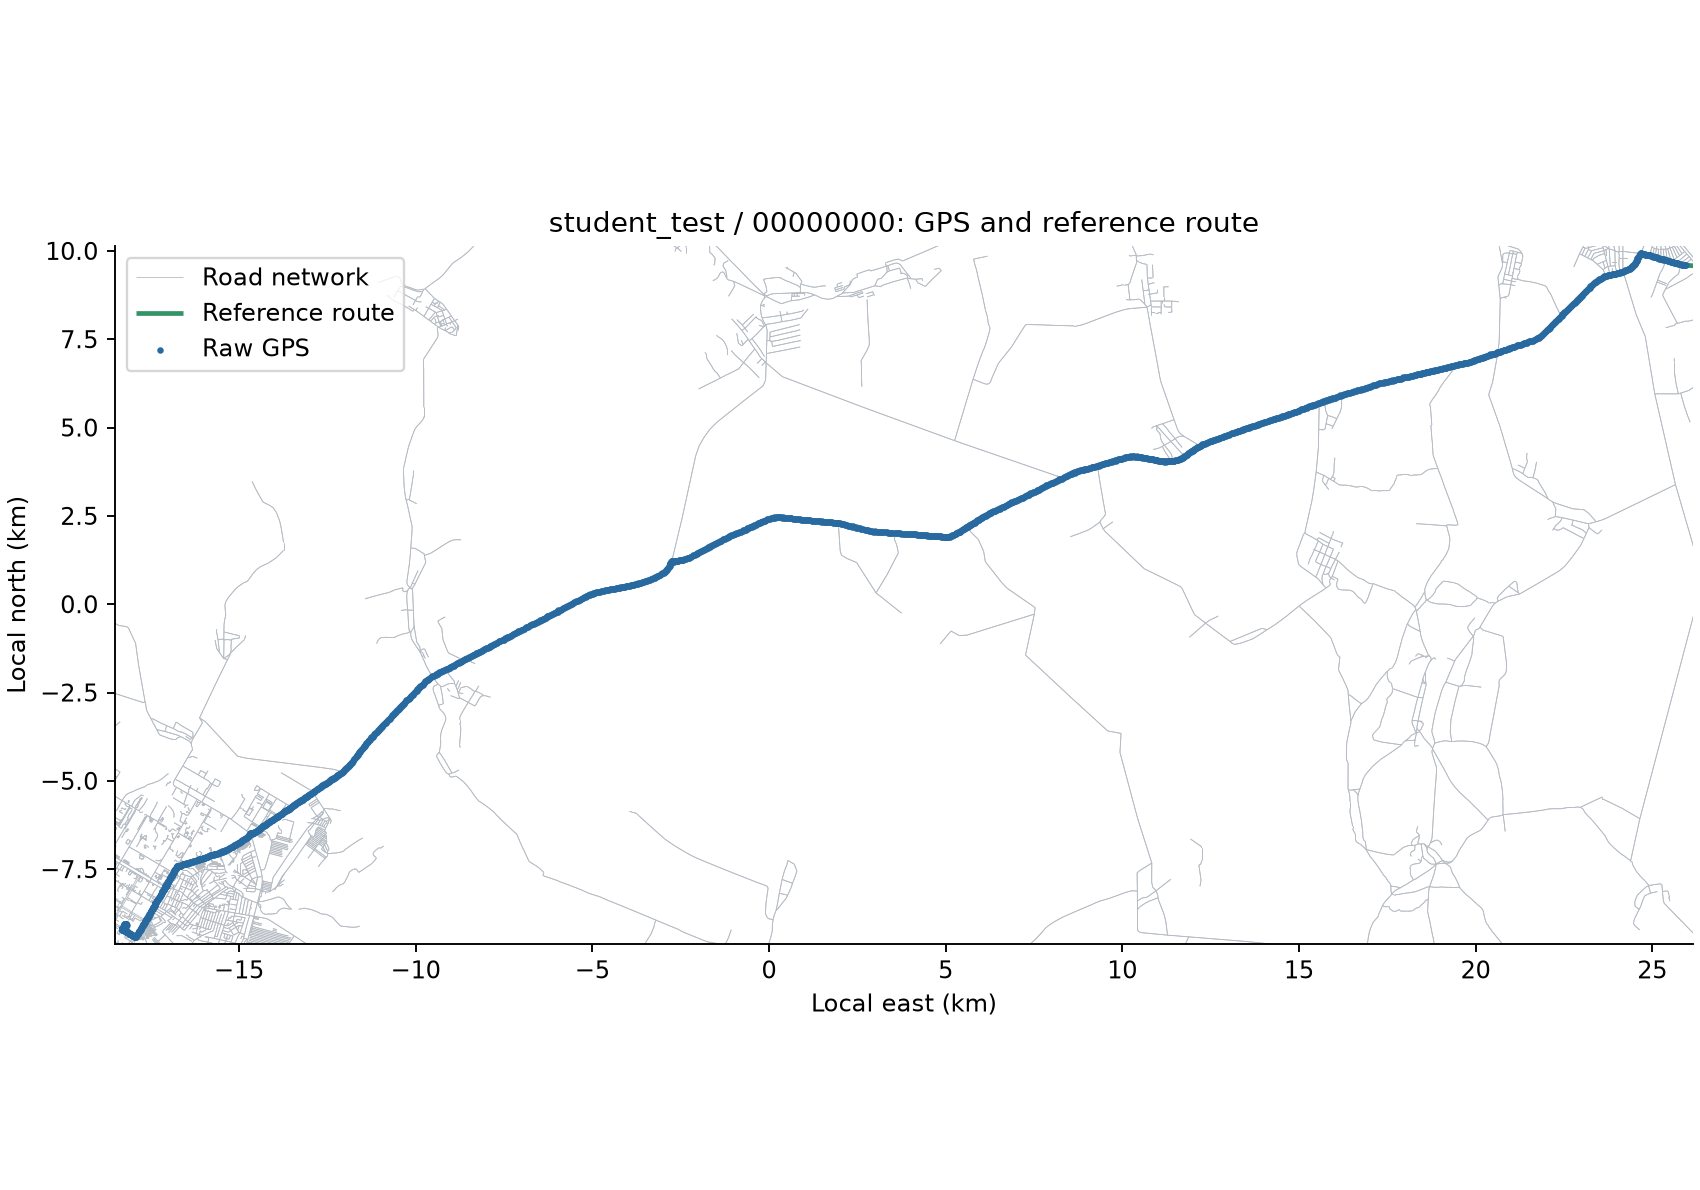 student_test / 00000000: GPS and reference route
Road network
Reference route
Raw GPS
10.0
7.5
5.0
2.5
0.0
−2.5
−5.0
−7.5
Local north (km)
−15
−10
−5
0
5
10
15
20
25
Local east (km)